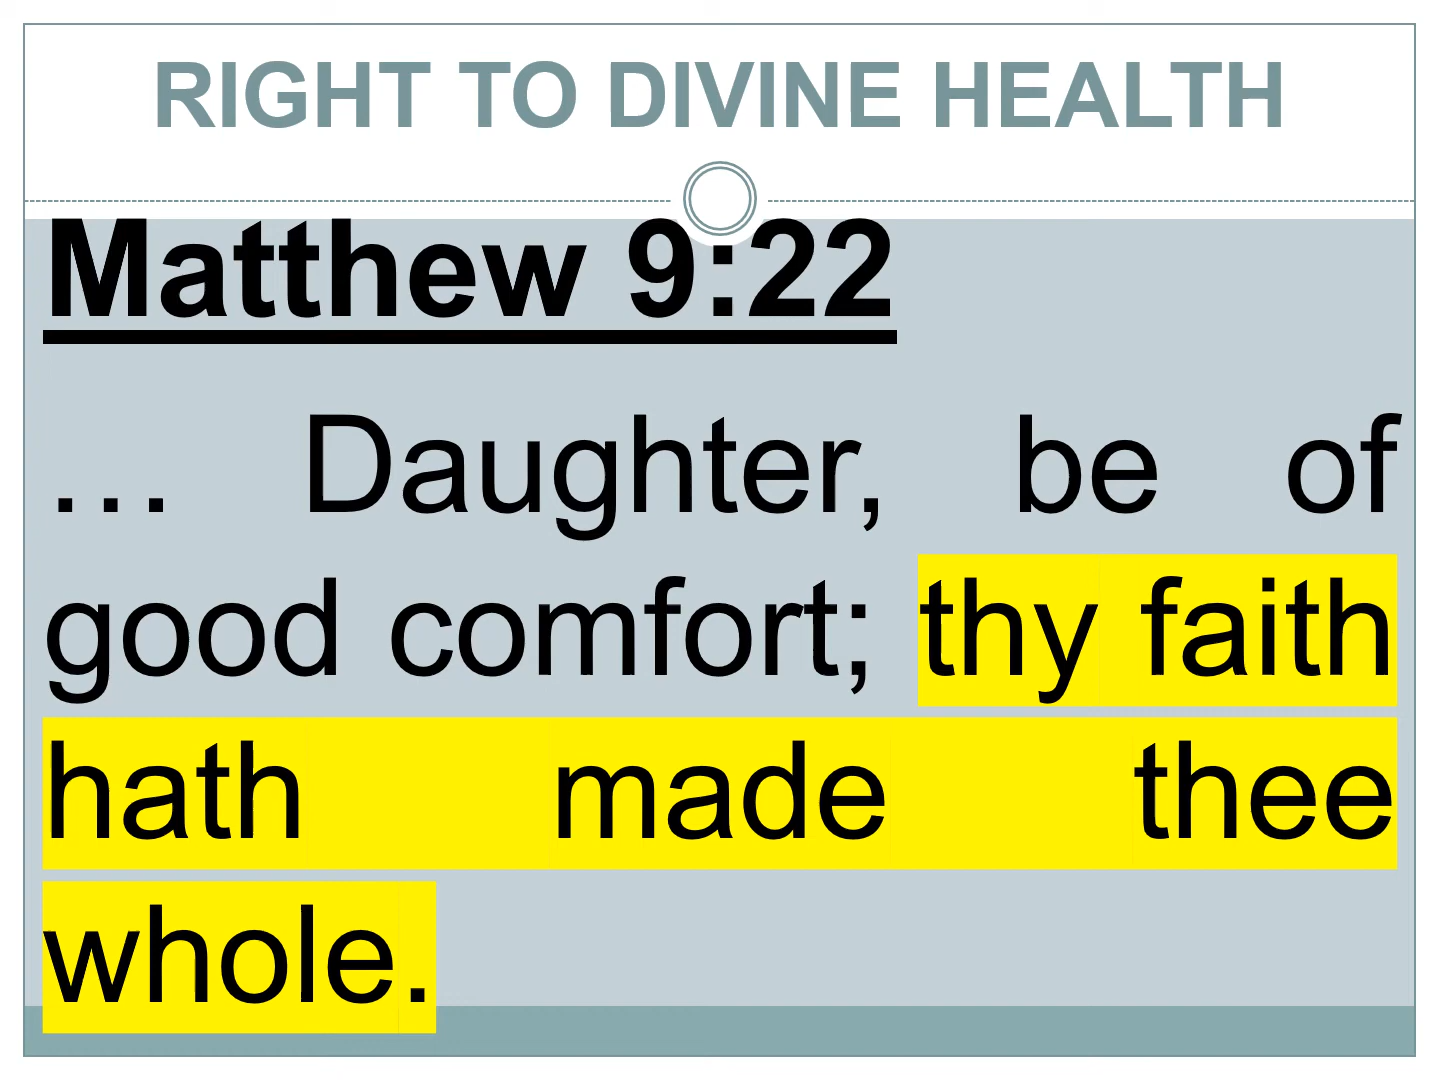 RIGHT TO DIVINE HEALTH
Matthew 9:22
… Daughter, be of
good comfort; thy faith
hath made thee
whole.